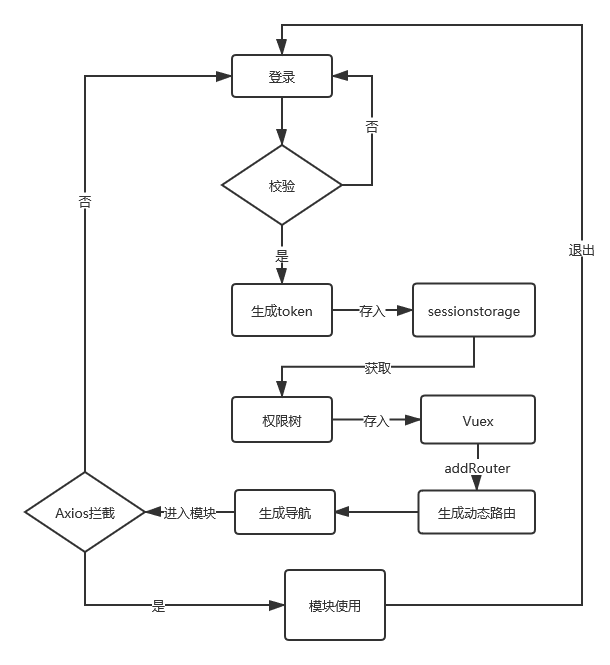 登录
否
校验
否
是
退出
生成token
存入
sessionstorage
获取
权限树
存入
Vuex
addRouter
Axios拦截
进入模块
生成导航
生成动态路由
是
模块使用